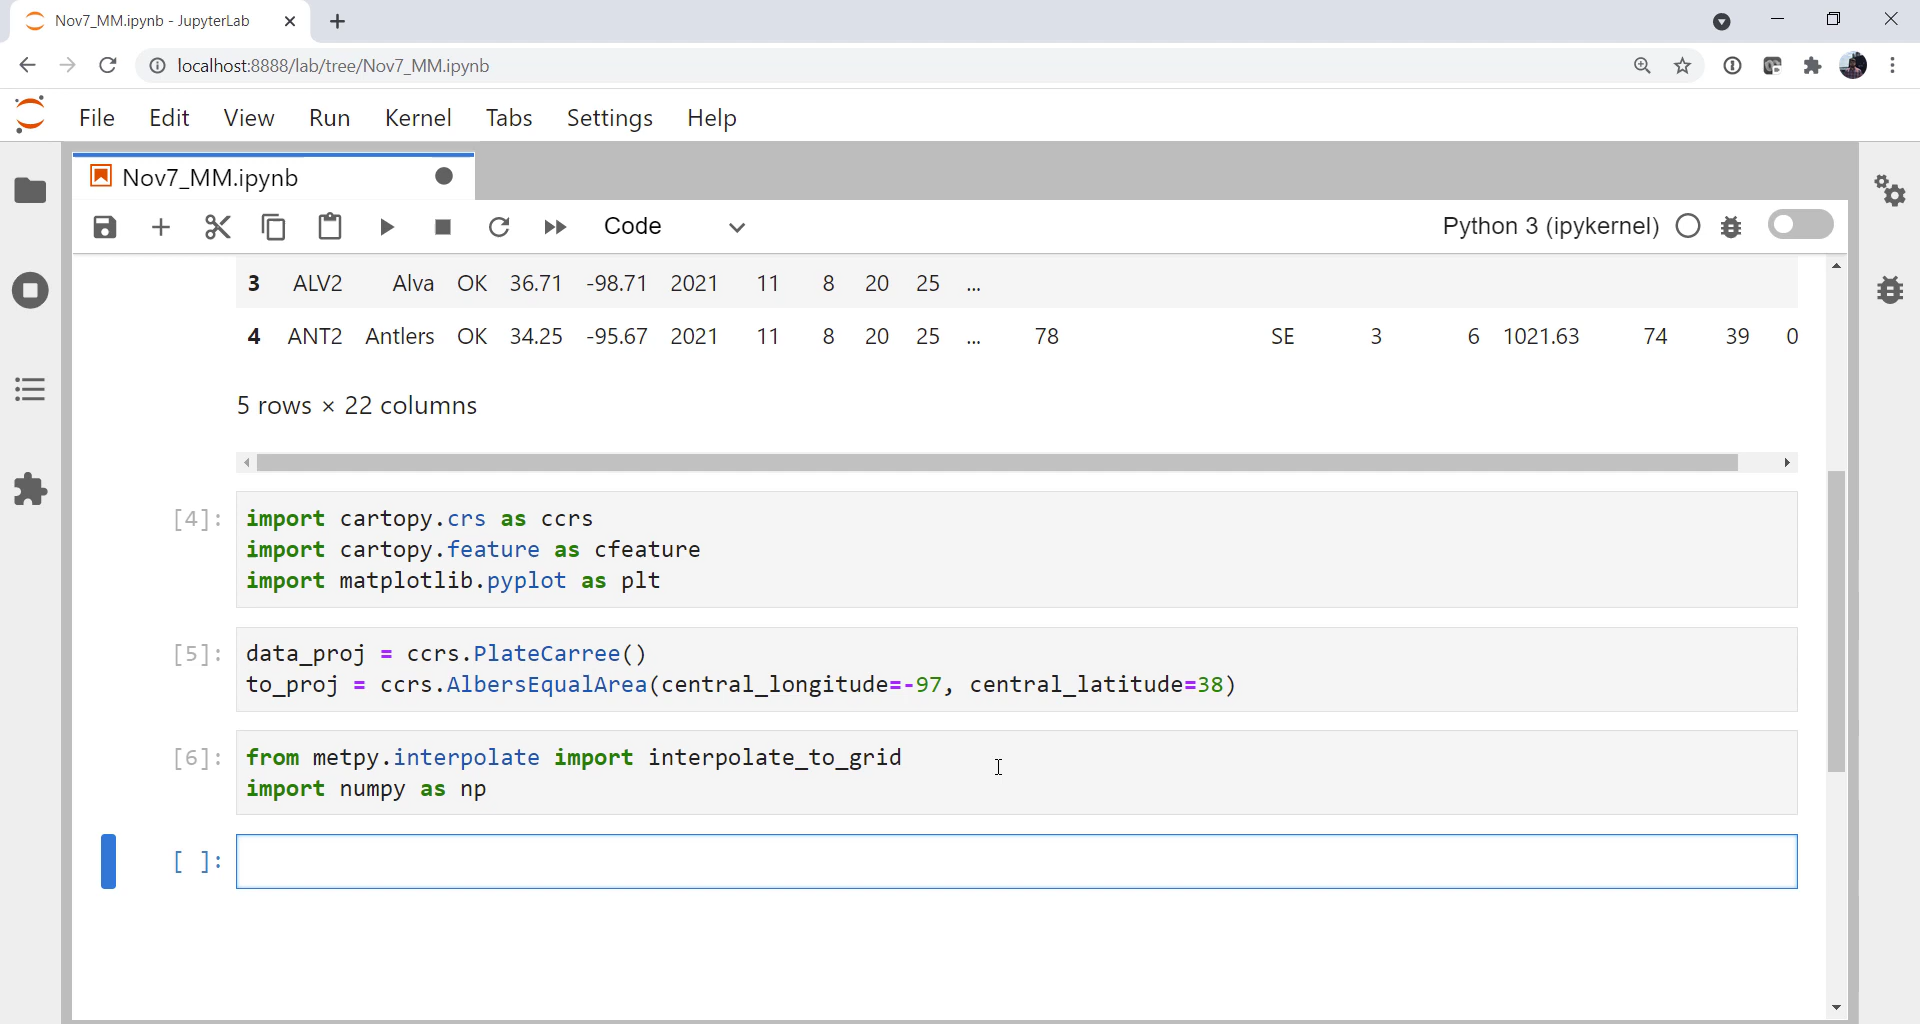 Nov7_MM.ipynb - JupyterLab
localhost:8888/lab/tree/Nov7_MM.ipynb
File Edit View Run Kernel Tabs Settings Help
Nov7_MM.ipynb
Code
Python 3 (ipykernel)
3 ALV2 Alva OK 36.71 -98.71 2021 11 8 20 25 ...
4 ANT2 Antlers OK 34.25 -95.67 2021 11 8 20 25 ... 78 SE 3 6 1021.63 74 39 0
5 rows × 22 columns
[4]: import cartopy.crs as ccrs
import cartopy.feature as cfeature
import matplotlib.pyplot as plt
[5]: data_proj = ccrs.PlateCarree()
to_proj = ccrs.AlbersEqualArea(central_longitude=-97, central_latitude=38)
[6]: from metpy.interpolate import interpolate_to_grid
import numpy as np
[ ]: